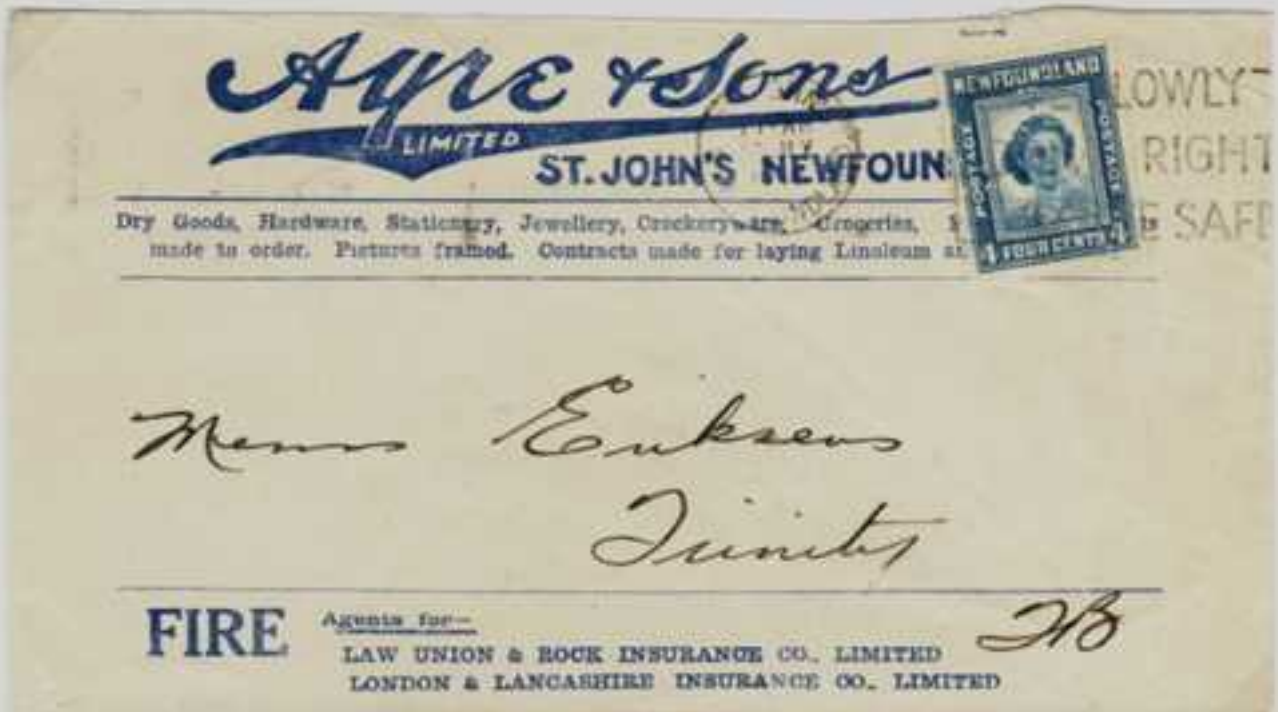 Ayre & Sons
LIMITED
ST. JOHN'S NEWFOUN
NEWFOUNDLAND
POSTAGE
POSTAGE
4 FOUR CENTS 4
LOWLY
RIGHT
E SAFE
Dry Goods, Hardware, Stationery, Jewellery, Crockeryware, Groceries,
made to order. Pictures framed. Contracts made for laying Linoleum
Messrs Eriksens
Trinity
TB
FIRE
Agents for—
LAW UNION & ROCK INSURANCE CO., LIMITED
LONDON & LANCASHIRE INSURANCE CO., LIMITED